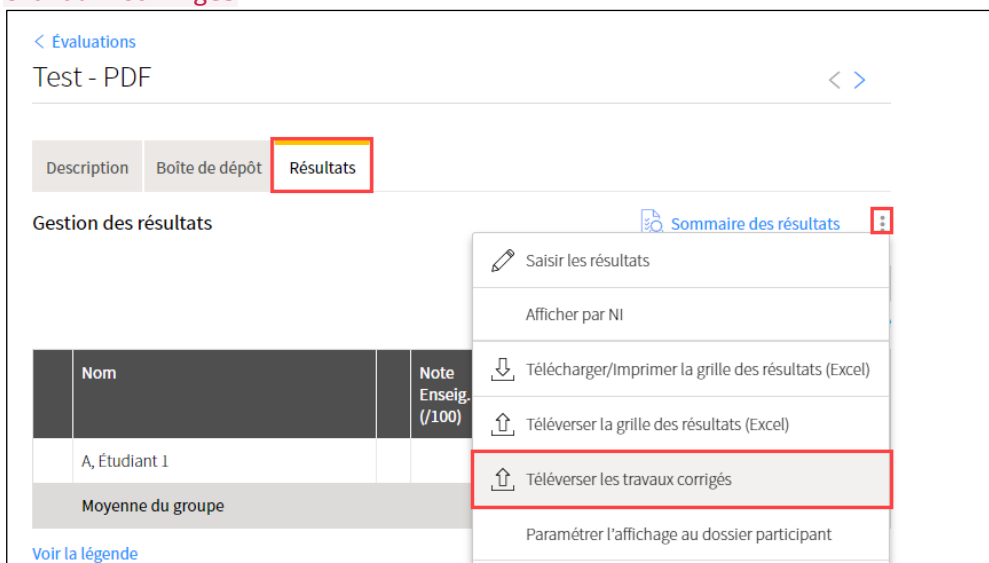 Évaluations
Test - PDF
Description Boîte de dépôt Résultats
Gestion des résultats Sommaire des résultats
Saisir les résultats
Afficher par NI
Télécharger/Imprimer la grille des résultats (Excel)
Téléverser la grille des résultats (Excel)
Téléverser les travaux corrigés
Paramétrer l'affichage au dossier participant
Nom Note
Enseig.
(/100)
A, Étudiant 1
Moyenne du groupe
Voir la légende